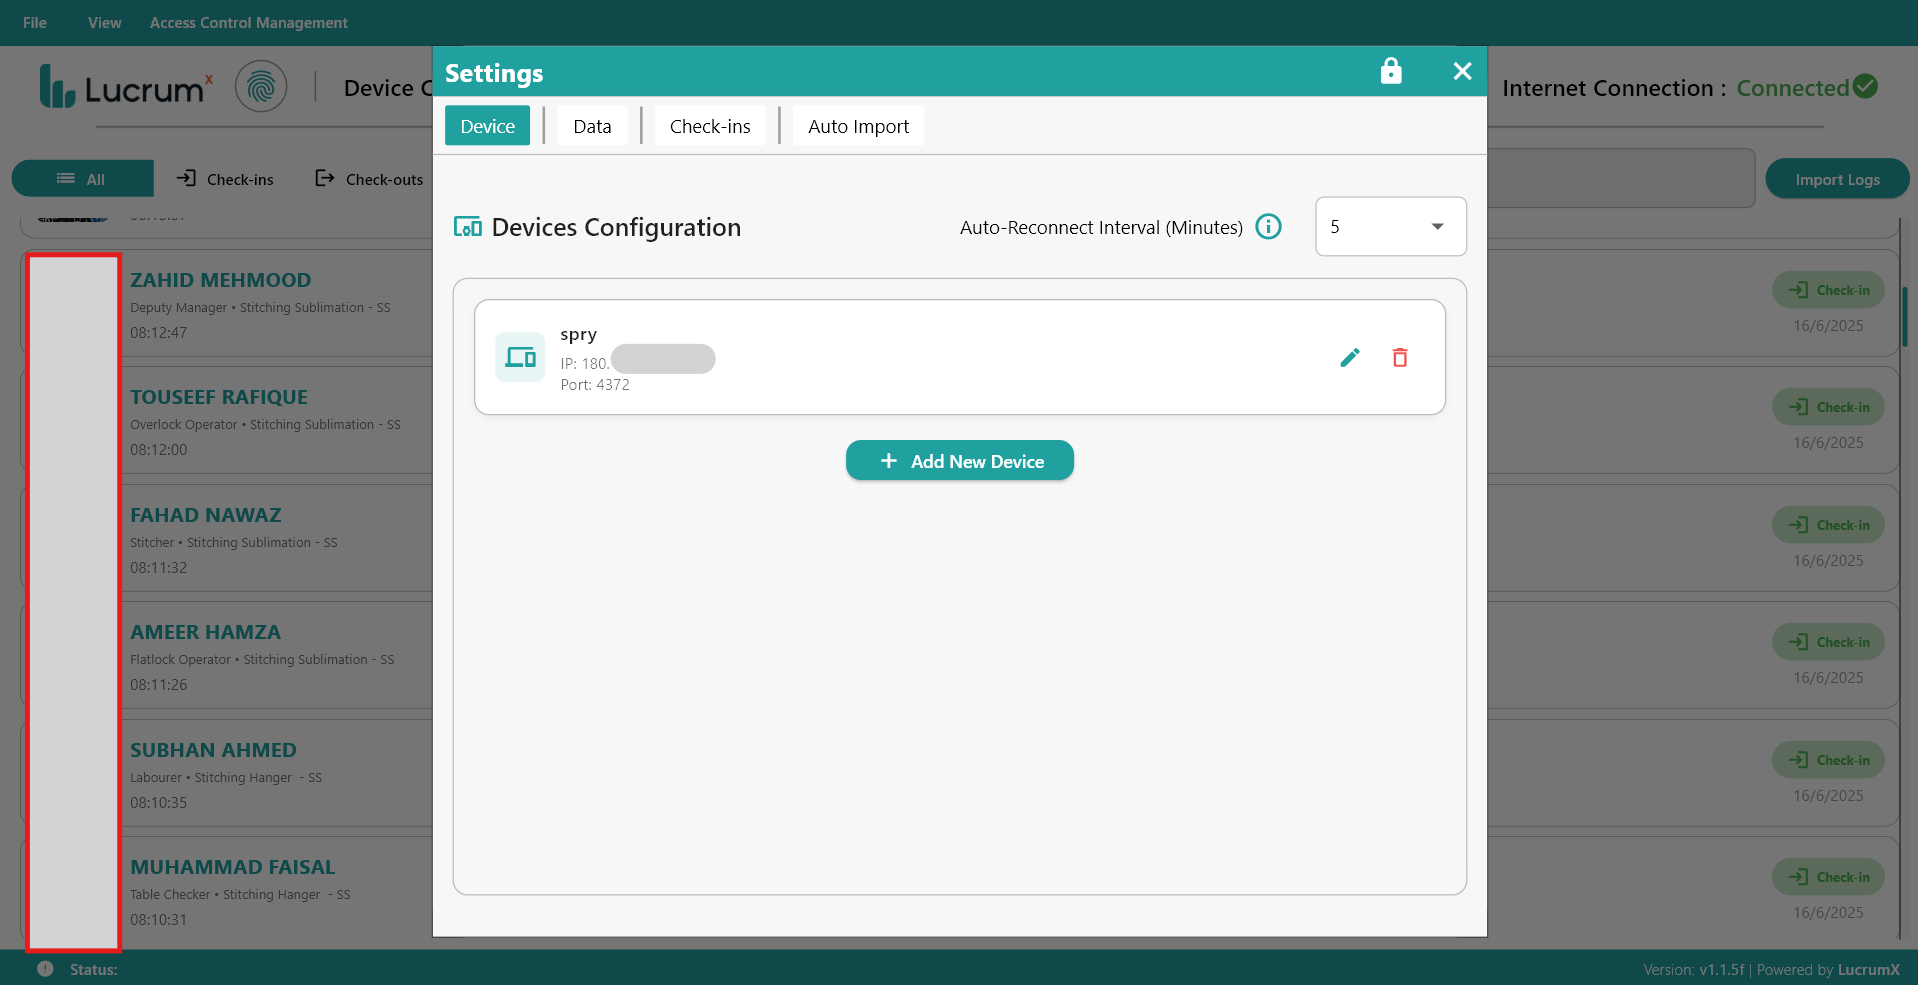 File View Access Control Management
Lucrum x
Device C
Internet Connection : Connected
All Check-ins Check-outs
Import Logs
ZAHID MEHMOOD
Deputy Manager • Stitching Sublimation - SS
08:12:47
Check-in
16/6/2025
TOUSEEF RAFIQUE
Overlock Operator • Stitching Sublimation - SS
08:12:00
Check-in
16/6/2025
FAHAD NAWAZ
Stitcher • Stitching Sublimation - SS
08:11:32
Check-in
16/6/2025
AMEER HAMZA
Flatlock Operator • Stitching Sublimation - SS
08:11:26
Check-in
16/6/2025
SUBHAN AHMED
Labourer • Stitching Hanger - SS
08:10:35
Check-in
16/6/2025
MUHAMMAD FAISAL
Table Checker • Stitching Hanger - SS
08:10:31
Check-in
16/6/2025
Settings
Device Data Check-ins Auto Import
Devices Configuration
Auto-Reconnect Interval (Minutes) 5
spry
IP: 180.
Port: 4372
+ Add New Device
Status:
Version: v1.1.5f | Powered by LucrumX